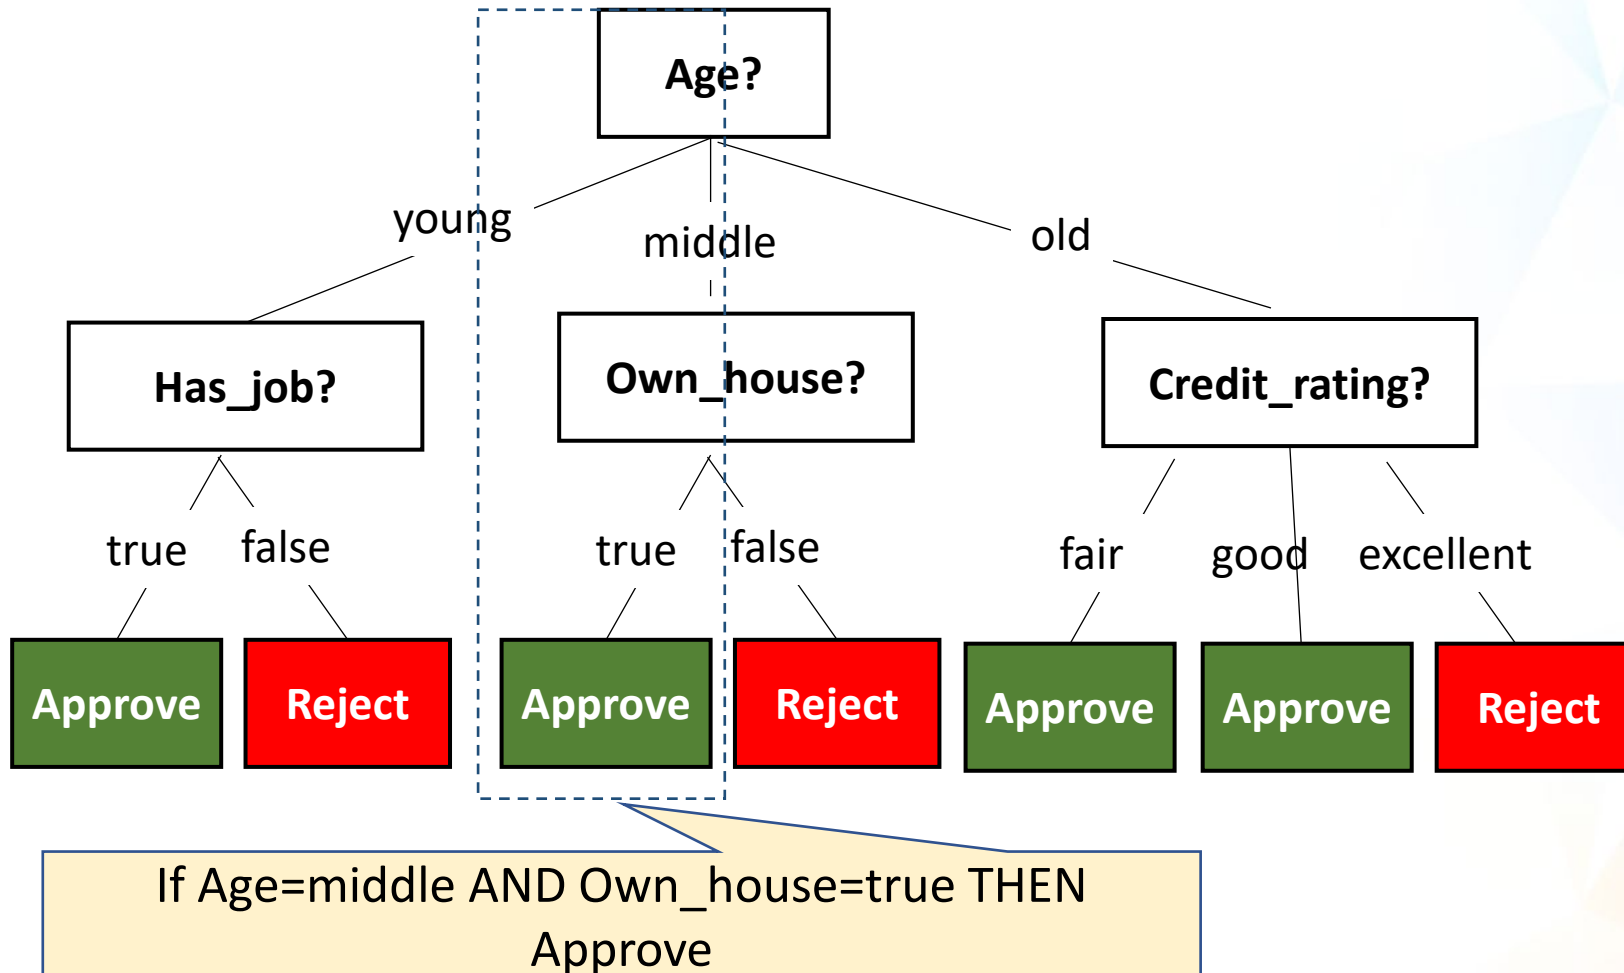 Age?
young
middle
old
Has_job?
Own_house?
Credit_rating?
true
false
true
false
fair
good
excellent
Approve
Reject
Approve
Reject
Approve
Approve
Reject
If Age=middle AND Own_house=true THEN
Approve